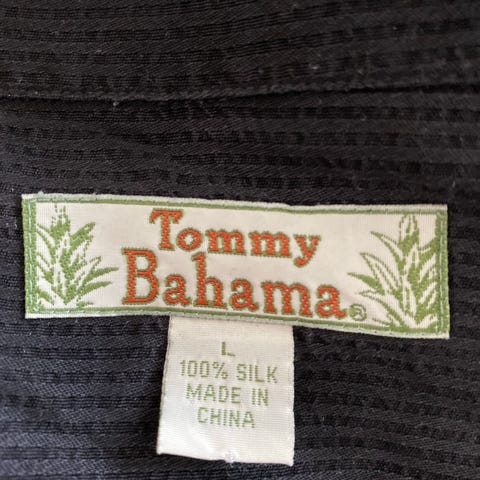 Tommy
Bahama®
L
100% SILK
MADE IN
CHINA